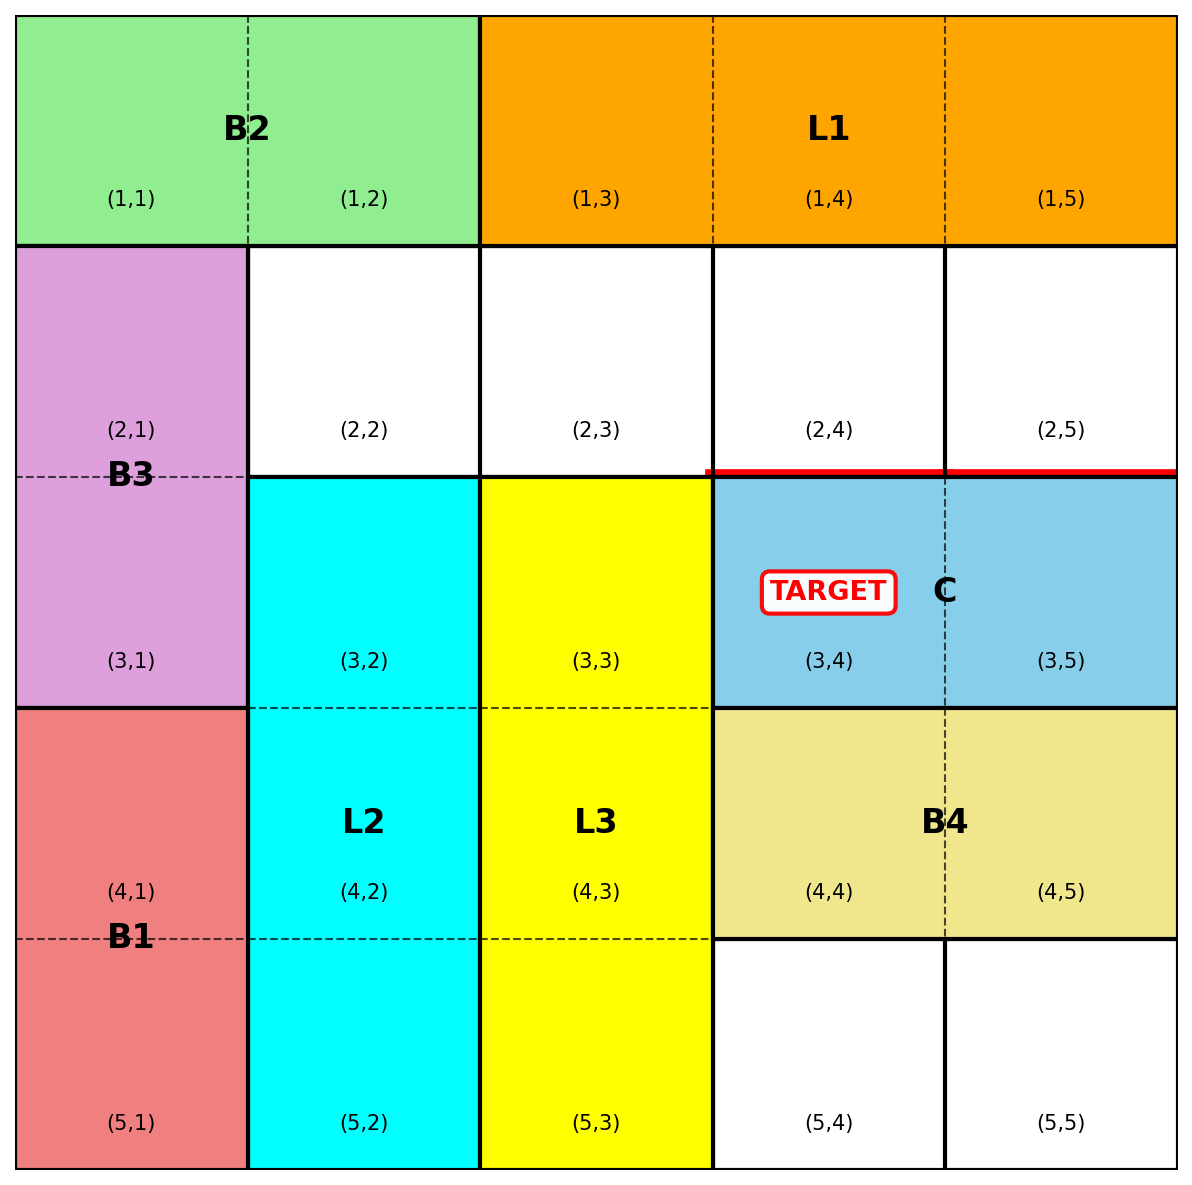 B2
L1
(1,1)
(1,2)
(1,3)
(1,4)
(1,5)
(2,1)
(2,2)
(2,3)
(2,4)
(2,5)
B3
TARGET
C
(3,1)
(3,2)
(3,3)
(3,4)
(3,5)
L2
L3
B4
(4,1)
(4,2)
(4,3)
(4,4)
(4,5)
B1
(5,1)
(5,2)
(5,3)
(5,4)
(5,5)